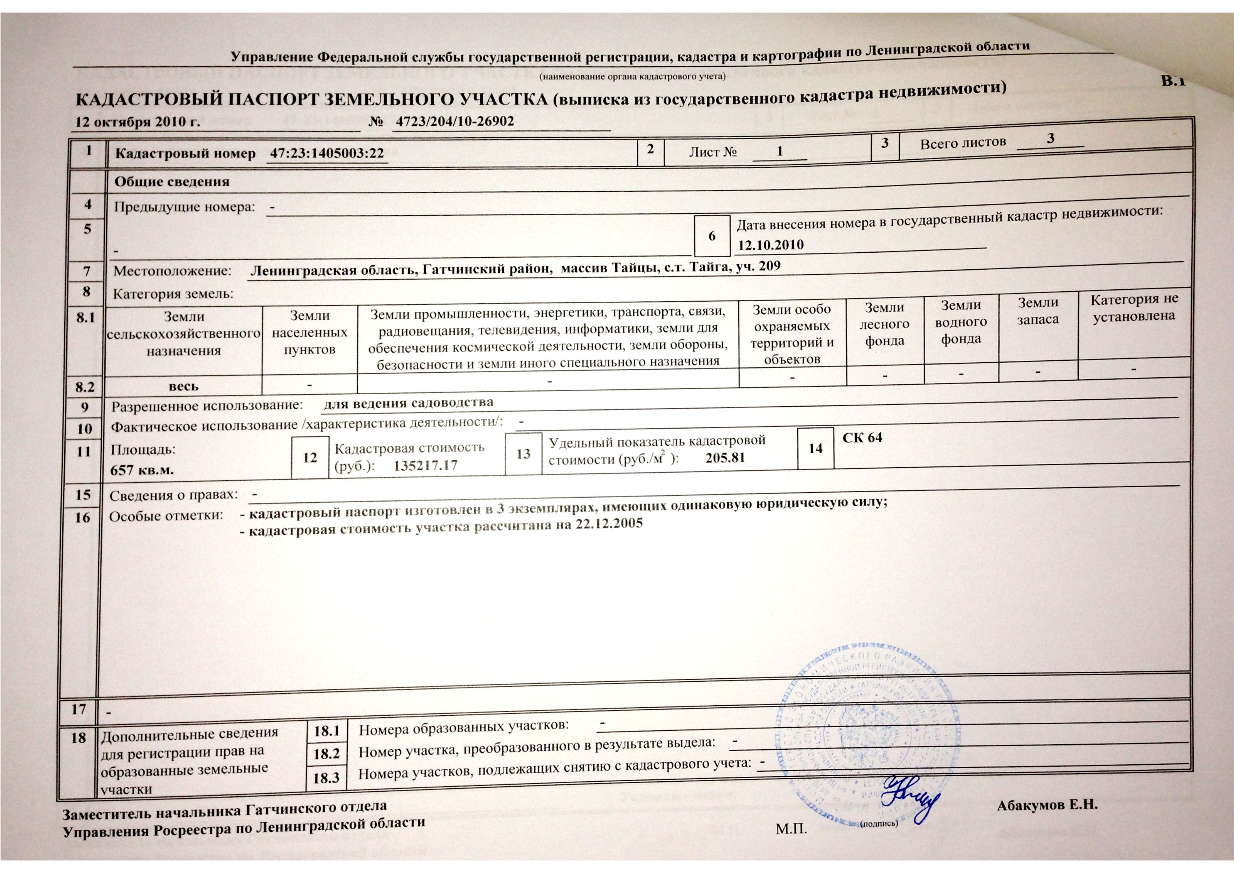 Управление Федеральной службы государственной регистрации, кадастра и картографии по Ленинградской области
(наименование органа кадастрового учета)
В.1
КАДАСТРОВЫЙ ПАСПОРТ ЗЕМЕЛЬНОГО УЧАСТКА (выписка из государственного кадастра недвижимости)
12 октября 2010 г. № 4723/204/10-26902
1 Кадастровый номер 47:23:1405003:22 2 Лист № 1 3 Всего листов 3
Общие сведения
4 Предыдущие номера: -
5 - 6 Дата внесения номера в государственный кадастр недвижимости:
12.10.2010
7 Местоположение: Ленинградская область, Гатчинский район, массив Тайцы, с.т. Тайга, уч. 209
8 Категория земель:
8.1
Земли
сельскохозяйственного
назначения
Земли
населенных
пунктов
Земли промышленности, энергетики, транспорта, связи,
радиовещания, телевидения, информатики, земли для
обеспечения космической деятельности, земли обороны,
безопасности и земли иного специального назначения
Земли особо
охраняемых
территорий и
объектов
Земли
лесного
фонда
Земли
водного
фонда
Земли
запаса
Категория не
установлена
8.2 весь - - - - - - -
9 Разрешенное использование: для ведения садоводства
10 Фактическое использование /характеристика деятельности/: -
11 Площадь:
657 кв.м.
12 Кадастровая стоимость
(руб.): 135217.17
13 Удельный показатель кадастровой
стоимости (руб./м2 ): 205.81
14 СК 64
15 Сведения о правах: -
16 Особые отметки: - кадастровый паспорт изготовлен в 3 экземплярах, имеющих одинаковую юридическую силу;
- кадастровая стоимость участка рассчитана на 22.12.2005
17 -
18 Дополнительные сведения
для регистрации прав на
образованные земельные
участки
18.1 Номера образованных участков: -
18.2 Номер участка, преобразованного в результате выдела: -
18.3 Номера участков, подлежащих снятию с кадастрового учета: -
Заместитель начальника Гатчинского отдела
Управления Росреестра по Ленинградской области
М.П. (подпись)
Абакумов Е.Н.